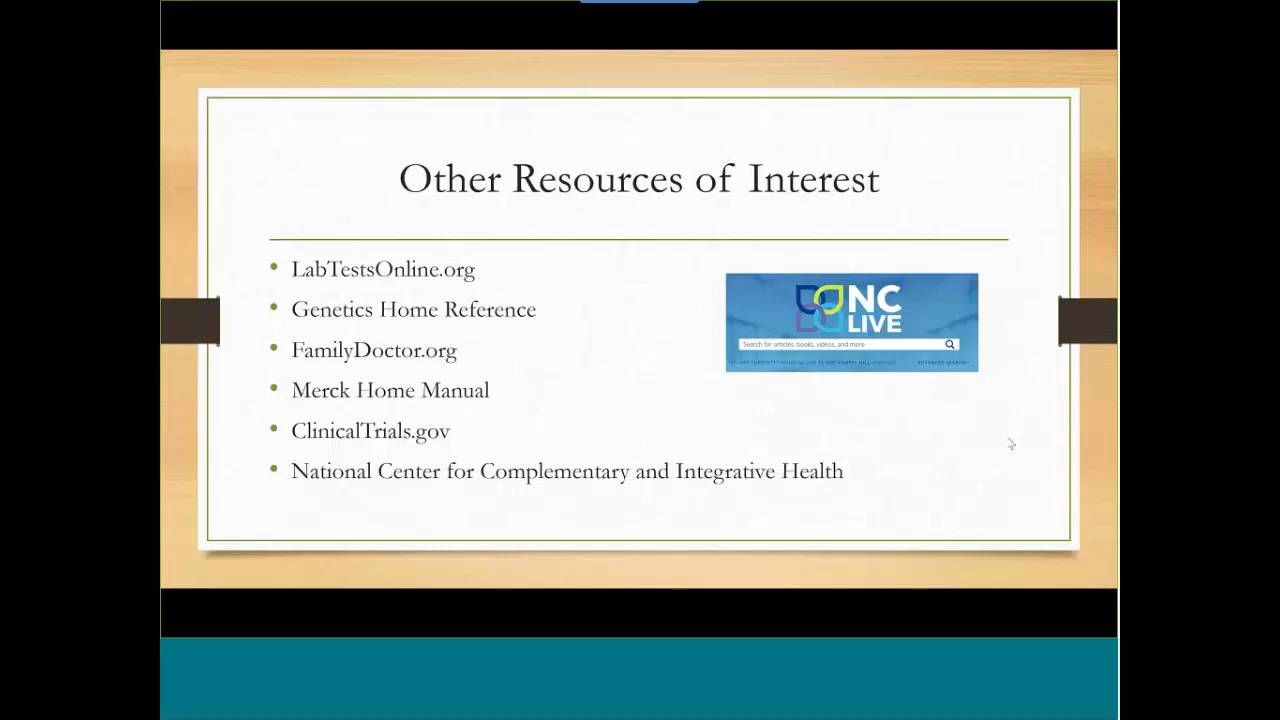 Other Resources of Interest
LabTestsOnline.org
Genetics Home Reference
FamilyDoctor.org
Merck Home Manual
ClinicalTrials.gov
National Center for Complementary and Integrative Health
NC
LIVE
Search for articles, books, videos, and more
ADVANCED SEARCH